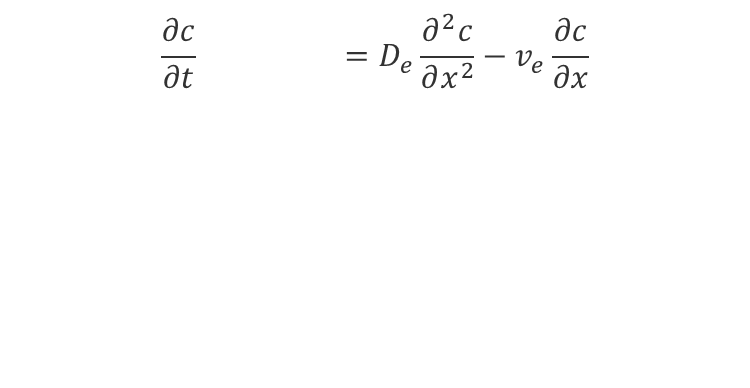 ∂c/∂t = D_e ∂²c/∂x² − v_e ∂c/∂x